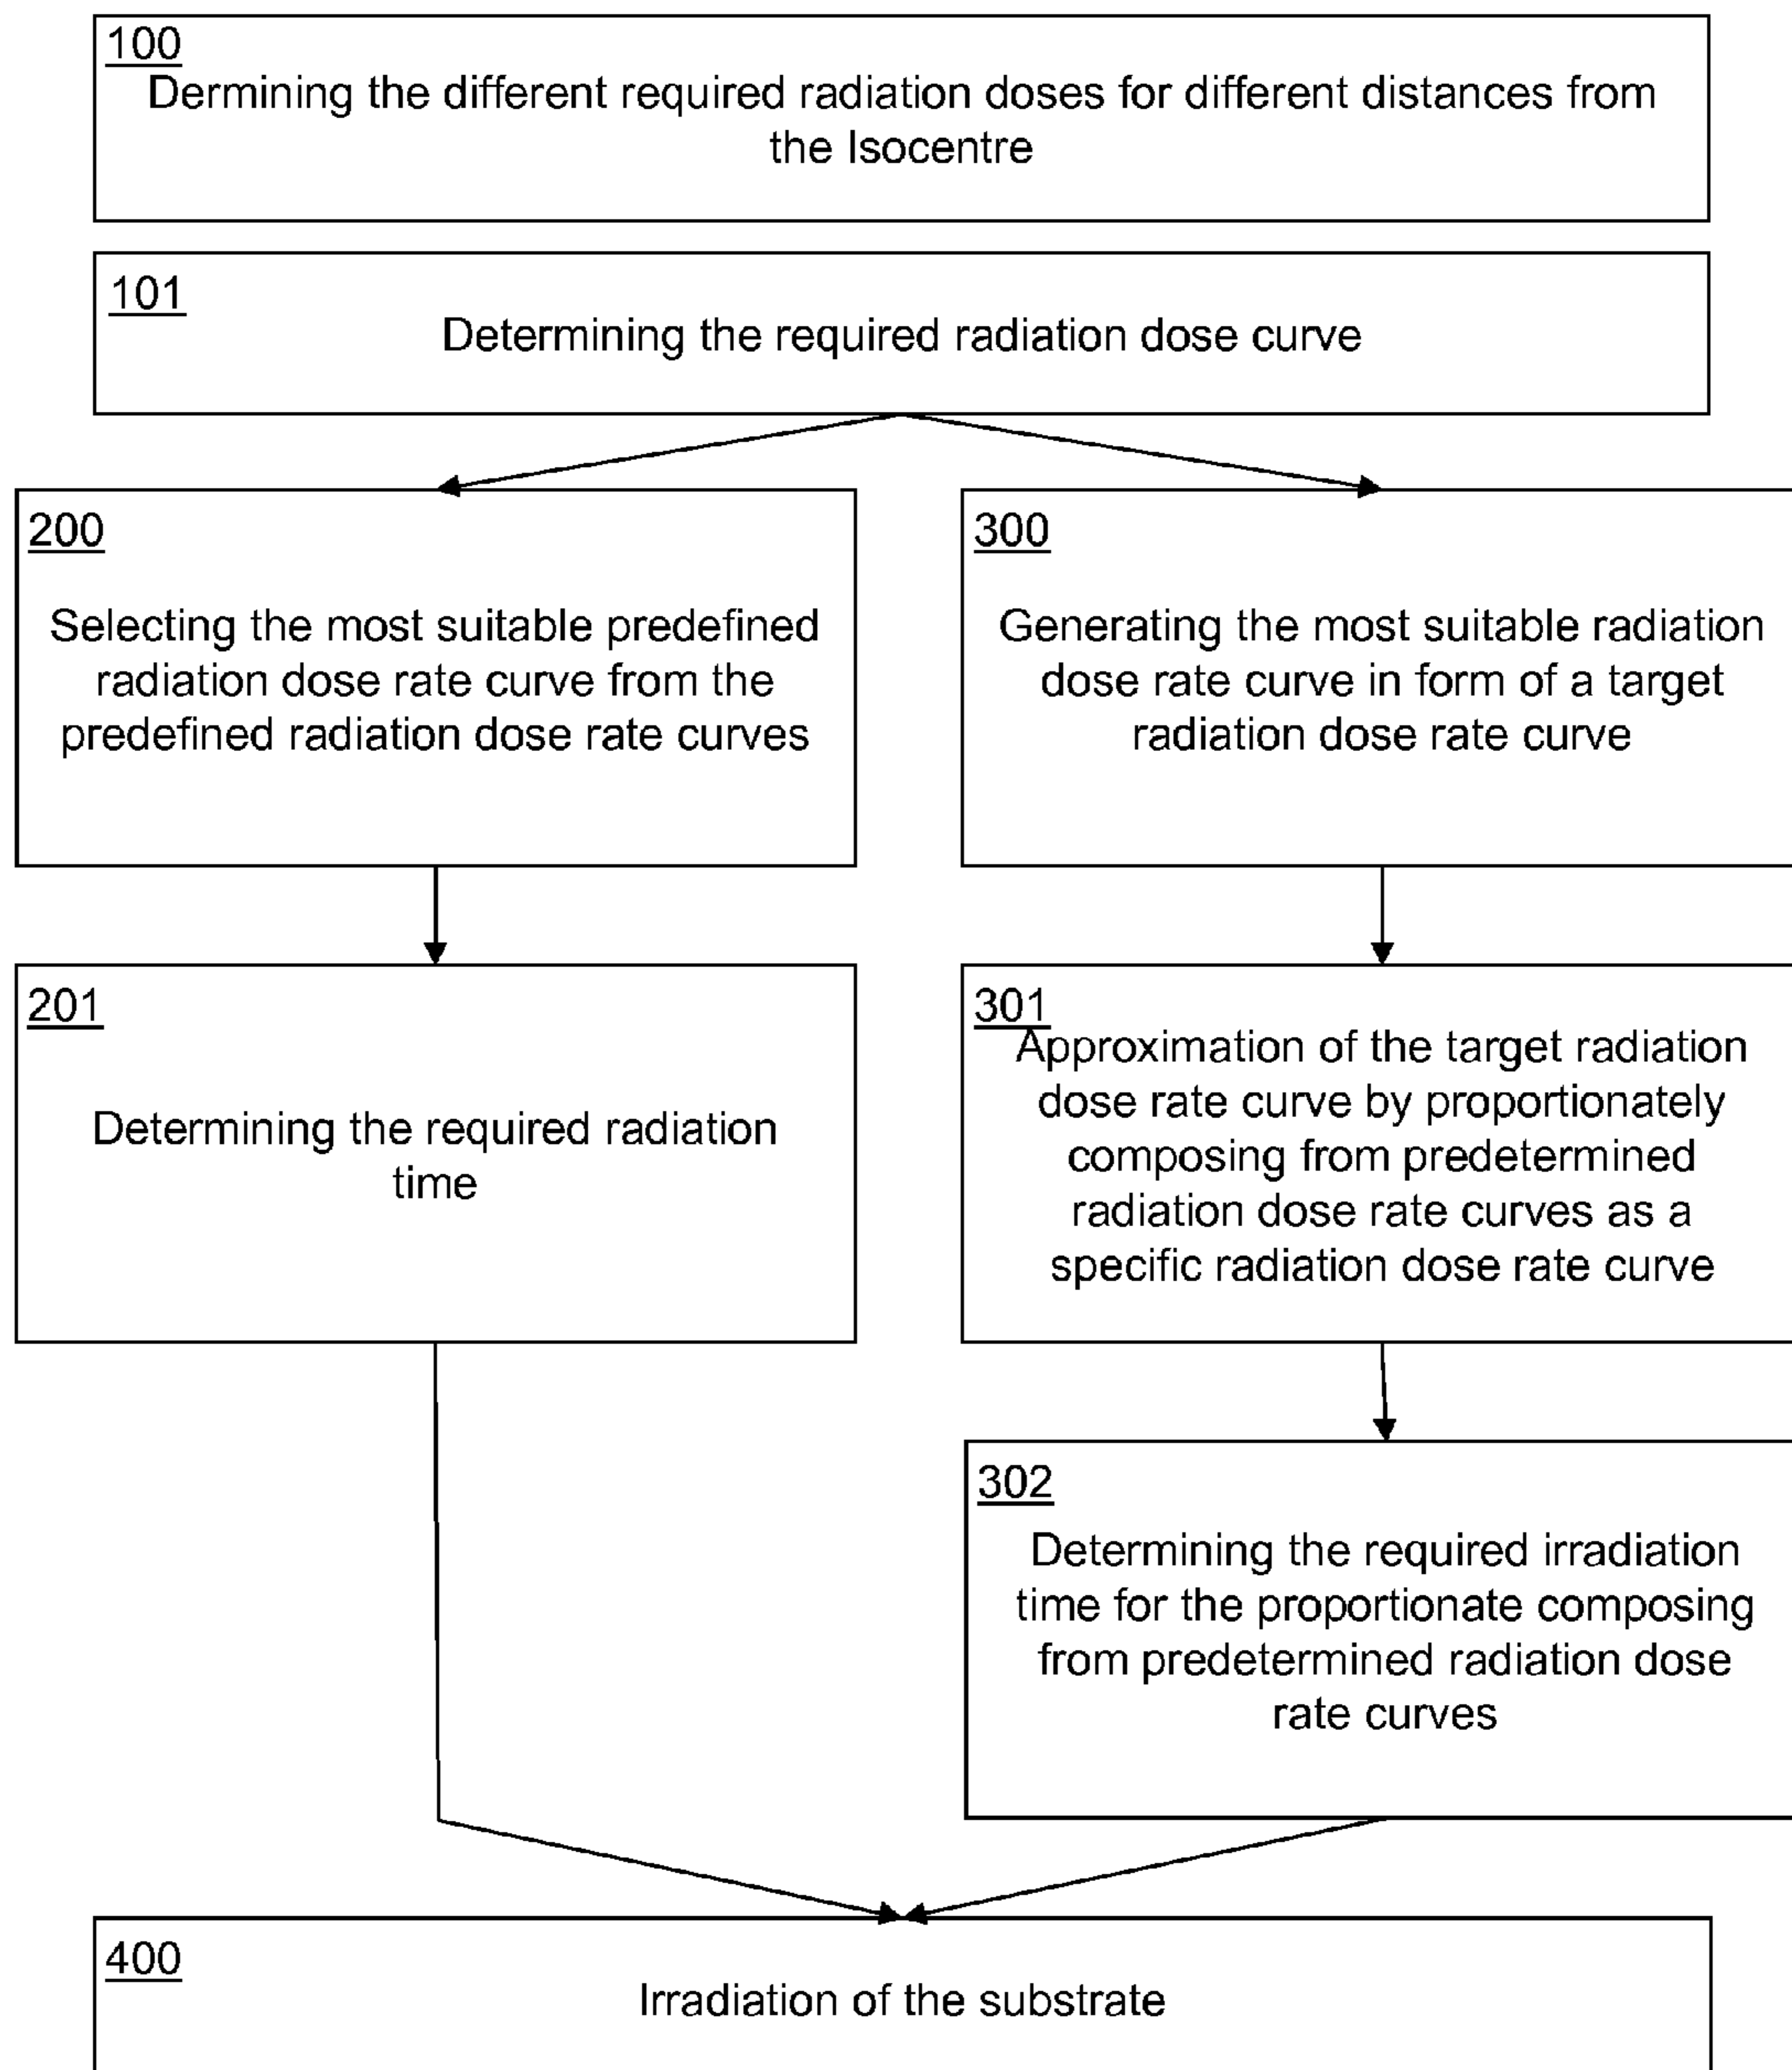 100
Dermining the different required radiation doses for different distances from
the Isocentre
101
Determining the required radiation dose curve
200
Selecting the most suitable predefined
radiation dose rate curve from the
predefined radiation dose rate curves
300
Generating the most suitable radiation
dose rate curve in form of a target
radiation dose rate curve
201
Determining the required radiation
time
301
Approximation of the target radiation
dose rate curve by proportionately
composing from predetermined
radiation dose rate curves as a
specific radiation dose rate curve
302
Determining the required irradiation
time for the proportionate composing
from predetermined radiation dose
rate curves
400
Irradiation of the substrate